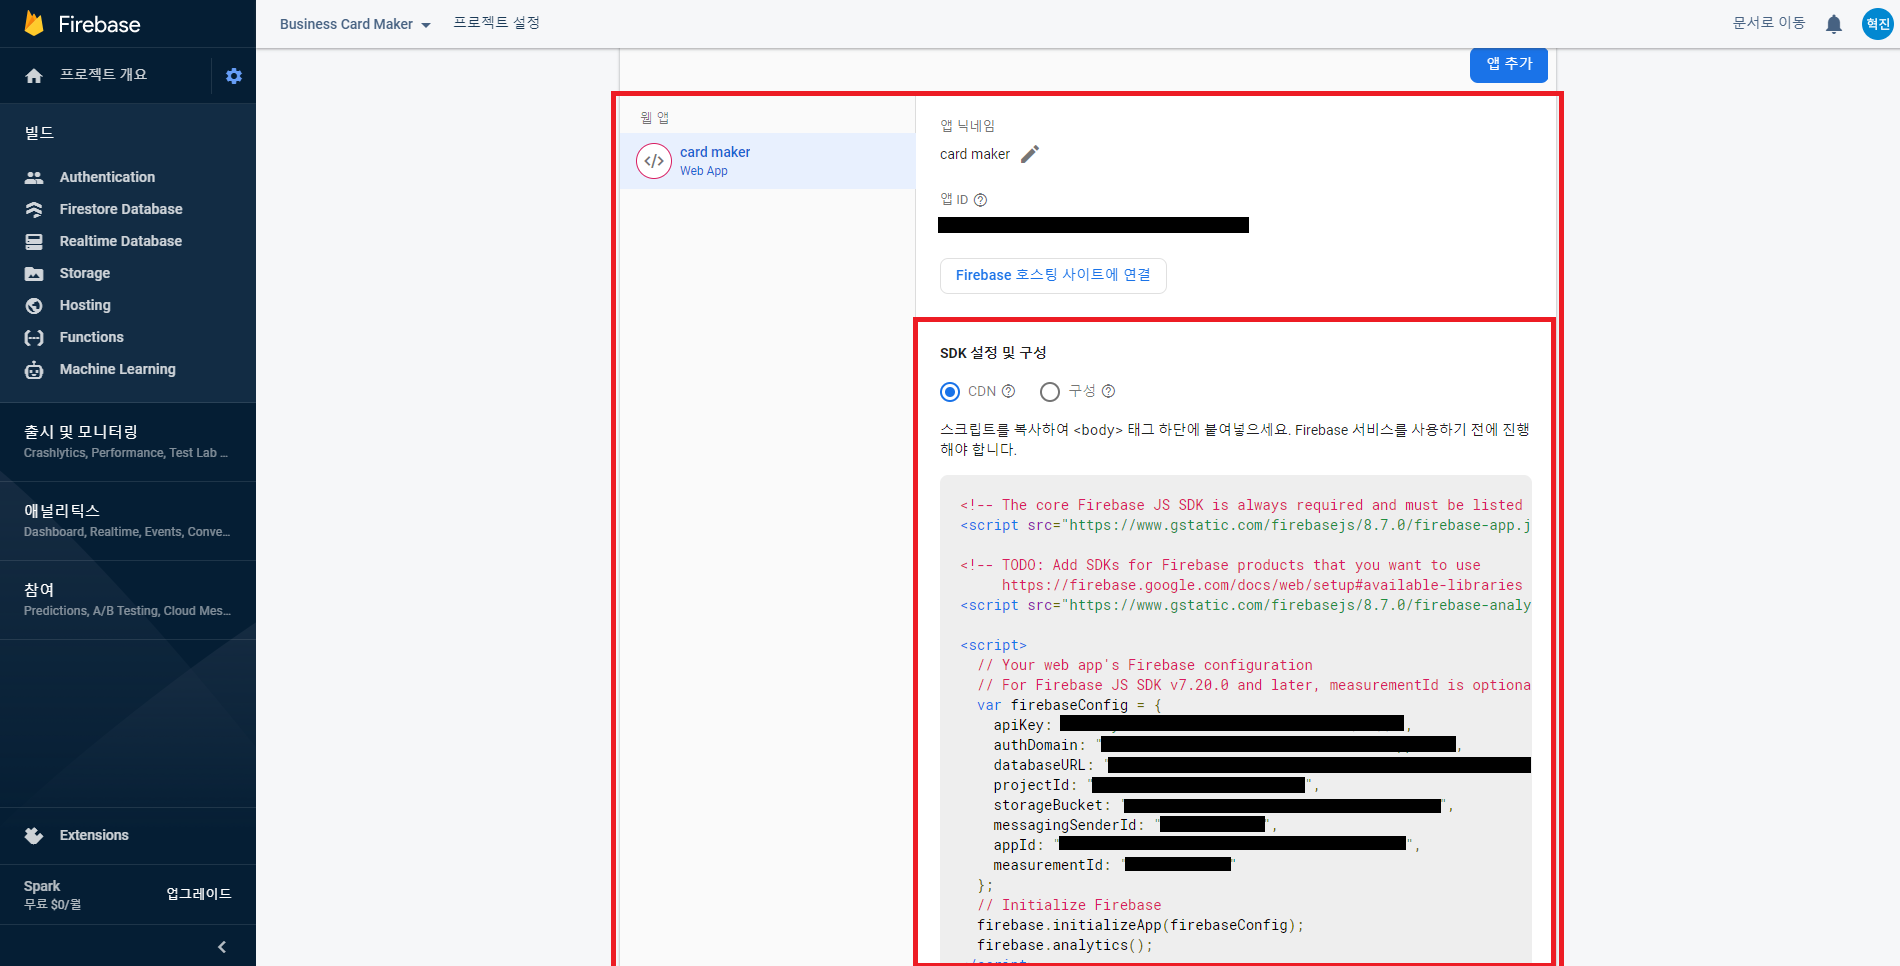 Firebase
Business Card Maker
프로젝트 설정
문서로 이동
혁진
프로젝트 개요
빌드
Authentication
Firestore Database
Realtime Database
Storage
Hosting
Functions
Machine Learning
출시 및 모니터링
Crashlytics, Performance, Test Lab ...
애널리틱스
Dashboard, Realtime, Events, Conve...
참여
Predictions, A/B Testing, Cloud Mes...
Extensions
Spark
무료 $0/월
업그레이드
앱 추가
웹 앱
card maker
Web App
앱 닉네임
card maker
앱 ID
Firebase 호스팅 사이트에 연결
SDK 설정 및 구성
CDN
구성
스크립트를 복사하여 <body> 태그 하단에 붙여넣으세요. Firebase 서비스를 사용하기 전에 진행
해야 합니다.
<!-- The core Firebase JS SDK is always required and must be listed
<script src="https://www.gstatic.com/firebasejs/8.7.0/firebase-app.j
<!-- TODO: Add SDKs for Firebase products that you want to use
https://firebase.google.com/docs/web/setup#available-libraries
<script src="https://www.gstatic.com/firebasejs/8.7.0/firebase-analy
<script>
// Your web app's Firebase configuration
// For Firebase JS SDK v7.20.0 and later, measurementId is optiona
var firebaseConfig = {
apiKey: ,
authDomain: " ,
databaseURL: "
projectId: " ",
storageBucket: " ",
messagingSenderId: " ",
appId: " ",
measurementId: " "
};
// Initialize Firebase
firebase.initializeApp(firebaseConfig);
firebase.analytics();
</script>